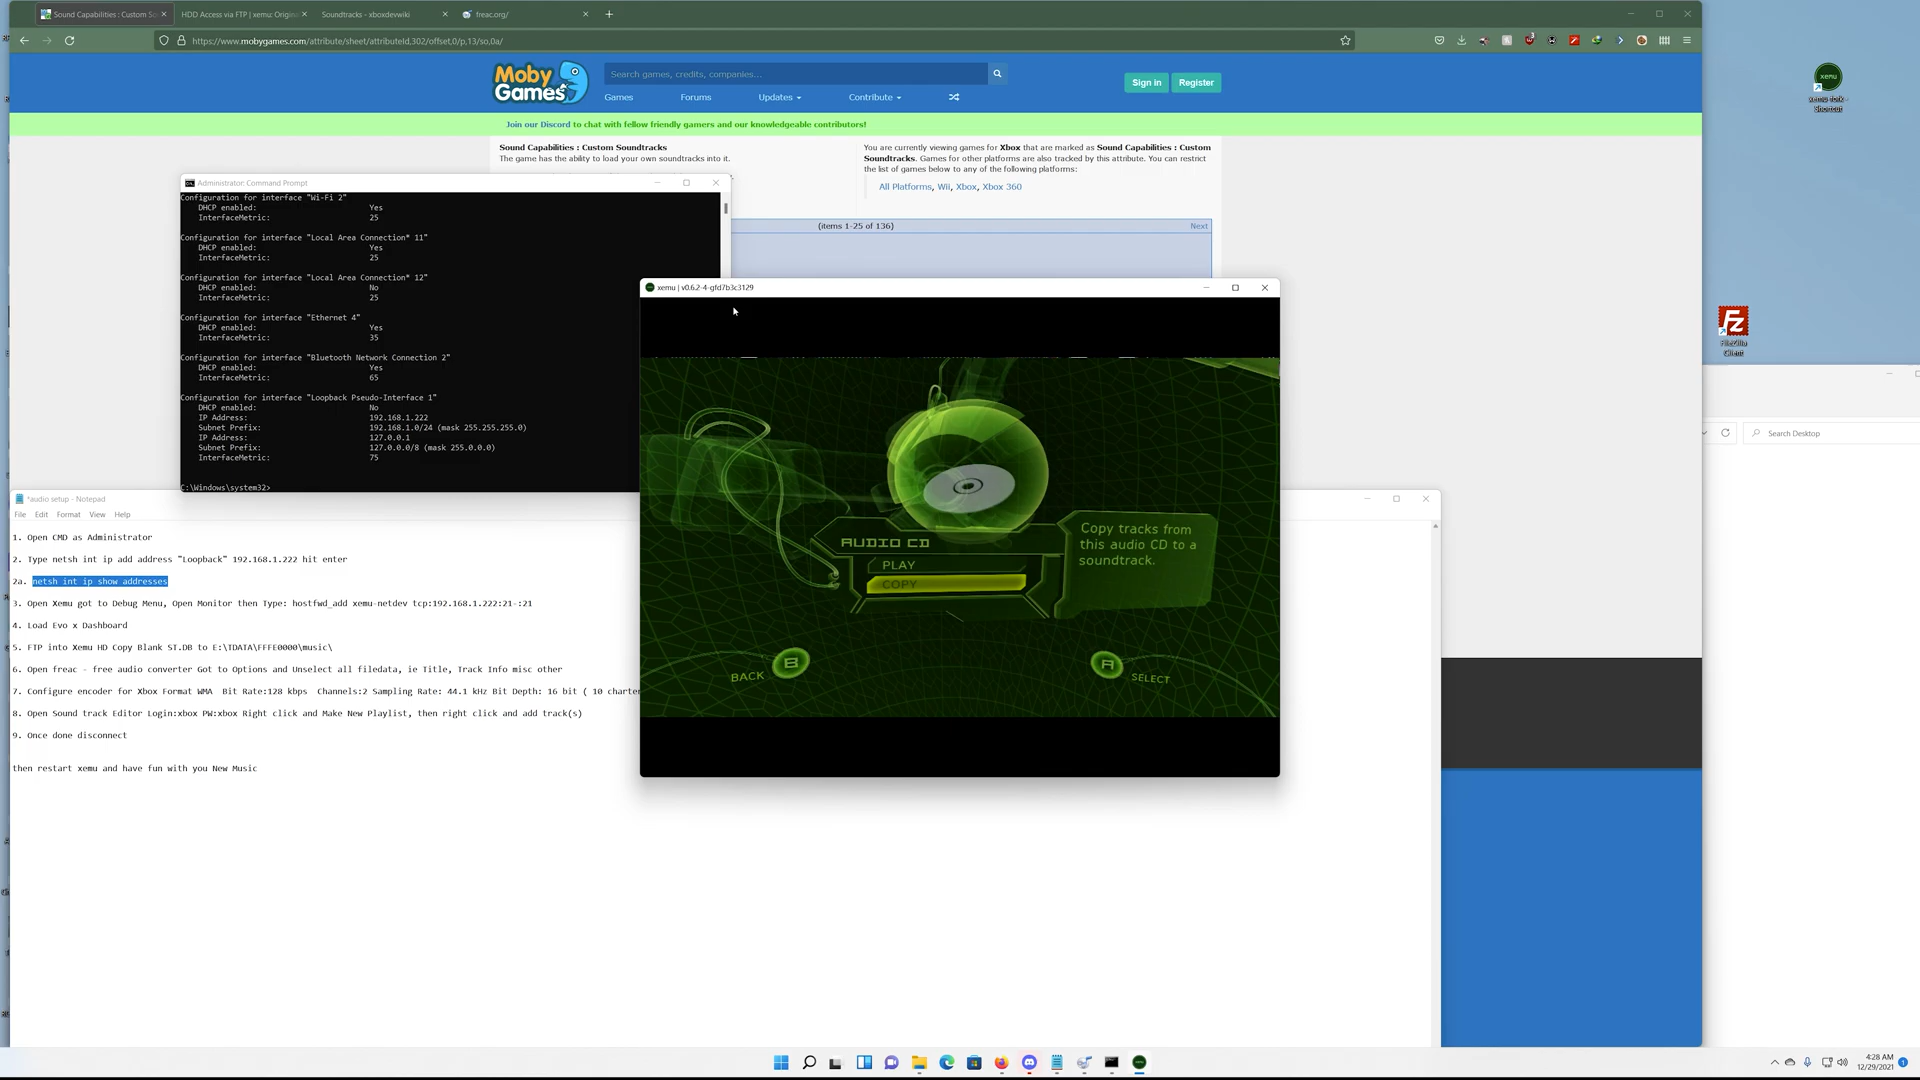 Sound Capabilities : Custom So
HDD Access via FTP | xemu: Origin
Soundtracks - xboxdevwiki
freac.org/
https://www.mobygames.com/attribute/sheet/attributeId,302/offset,0/p,13/so,0a/
Moby Games
Search games, credits, companies...
Sign in
Register
Games
Forums
Updates
Contribute
Join our Discord to chat with fellow friendly gamers and our knowledgeable contributors!
Sound Capabilities : Custom Soundtracks
The game has the ability to load your own soundtracks into it.
You are currently viewing games for Xbox that are marked as Sound Capabilities : Custom
Soundtracks. Games for other platforms are also tracked by this attribute. You can restrict
the list of games below to any of the following platforms:
All Platforms, Wii, Xbox, Xbox 360
(items 1-25 of 136)
Next
Administrator: Command Prompt
Configuration for interface "Wi-Fi 2"
DHCP enabled: Yes
InterfaceMetric: 25
Configuration for interface "Local Area Connection* 11"
DHCP enabled: Yes
InterfaceMetric: 25
Configuration for interface "Local Area Connection* 12"
DHCP enabled: No
InterfaceMetric: 25
Configuration for interface "Ethernet 4"
DHCP enabled: Yes
InterfaceMetric: 35
Configuration for interface "Bluetooth Network Connection 2"
DHCP enabled: Yes
InterfaceMetric: 65
Configuration for interface "Loopback Pseudo-Interface 1"
DHCP enabled: No
IP Address: 192.168.1.222
Subnet Prefix: 192.168.1.0/24 (mask 255.255.255.0)
IP Address: 127.0.0.1
Subnet Prefix: 127.0.0.0/8 (mask 255.0.0.0)
InterfaceMetric: 75
C:\Windows\system32>
xemu | v0.6.2-4-gfd7b3c3129
AUDIO CD
PLAY
COPY
Copy tracks from
this audio CD to a
soundtrack.
BACK
B
A
SELECT
*audio setup - Notepad
File Edit Format View Help
1. Open CMD as Administrator
2. Type netsh int ip add address "Loopback" 192.168.1.222 hit enter
2a. netsh int ip show addresses
3. Open Xemu got to Debug Menu, Open Monitor then Type: hostfwd_add xemu-netdev tcp:192.168.1.222:21-:21
4. Load Evo x Dashboard
5. FTP into Xemu HD Copy Blank ST.DB to E:\TDATA\FFFE0000\music\
6. Open freac - free audio converter Got to Options and Unselect all filedata, ie Title, Track Info misc other
7. Configure encoder for Xbox Format WMA Bit Rate:128 kbps Channels:2 Sampling Rate: 44.1 kHz Bit Depth: 16 bit ( 10 charter
8. Open Sound track Editor Login:xbox PW:xbox Right click and Make New Playlist, then right click and add track(s)
9. Once done disconnect
then restart xemu and have fun with you New Music
xemu
xemu fork -
Shortcut
FileZilla
Client
Search Desktop
4:28 AM
12/29/2021